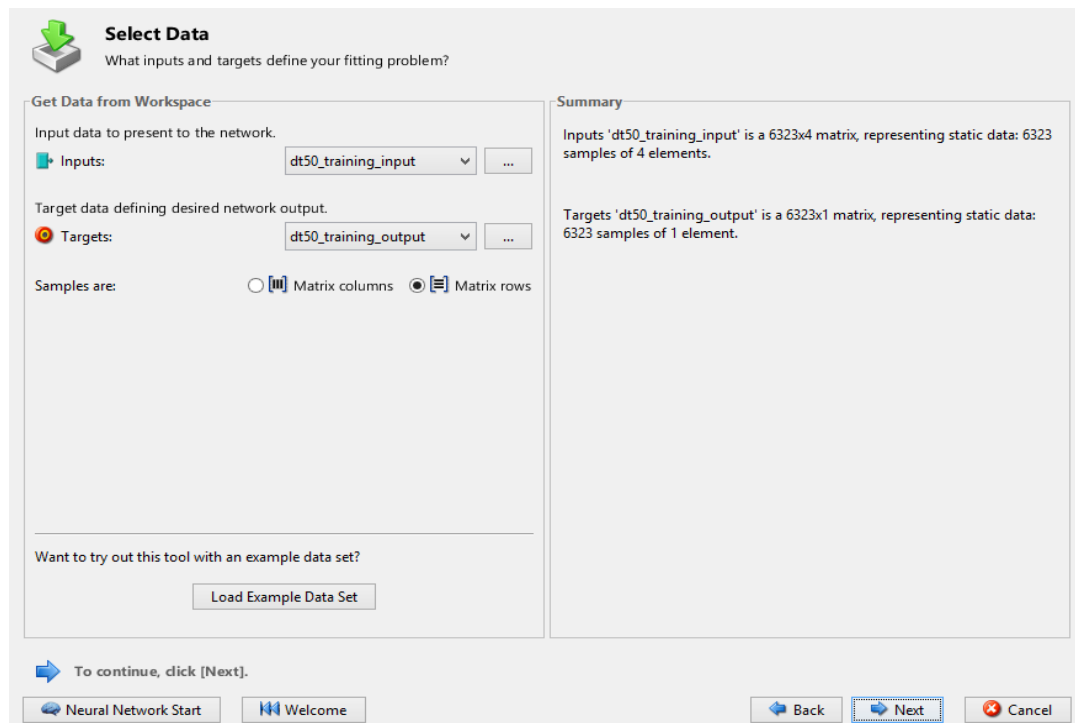 Select Data
What inputs and targets define your fitting problem?
Get Data from Workspace
Input data to present to the network.
Inputs:
dt50_training_input
...
Target data defining desired network output.
Targets:
dt50_training_output
...
Samples are:
Matrix columns
Matrix rows
Want to try out this tool with an example data set?
Load Example Data Set
Summary
Inputs 'dt50_training_input' is a 6323x4 matrix, representing static data: 6323
samples of 4 elements.
Targets 'dt50_training_output' is a 6323x1 matrix, representing static data:
6323 samples of 1 element.
To continue, click [Next].
Neural Network Start
Welcome
Back
Next
Cancel